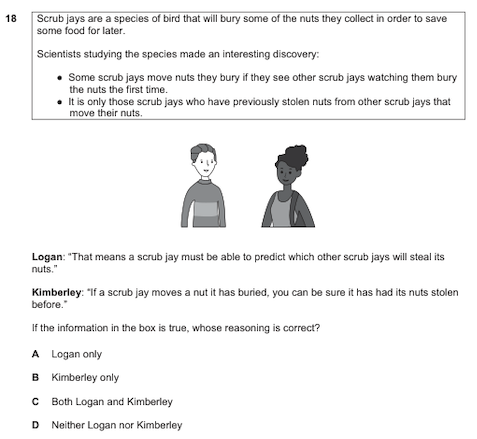 18 Scrub jays are a species of bird that will bury some of the nuts they collect in order to save
some food for later.
Scientists studying the species made an interesting discovery:
• Some scrub jays move nuts they bury if they see other scrub jays watching them bury
the nuts the first time.
• It is only those scrub jays who have previously stolen nuts from other scrub jays that
move their nuts.
Logan: "That means a scrub jay must be able to predict which other scrub jays will steal its
nuts."
Kimberley: "If a scrub jay moves a nut it has buried, you can be sure it has had its nuts stolen
before."
If the information in the box is true, whose reasoning is correct?
A Logan only
B Kimberley only
C Both Logan and Kimberley
D Neither Logan nor Kimberley